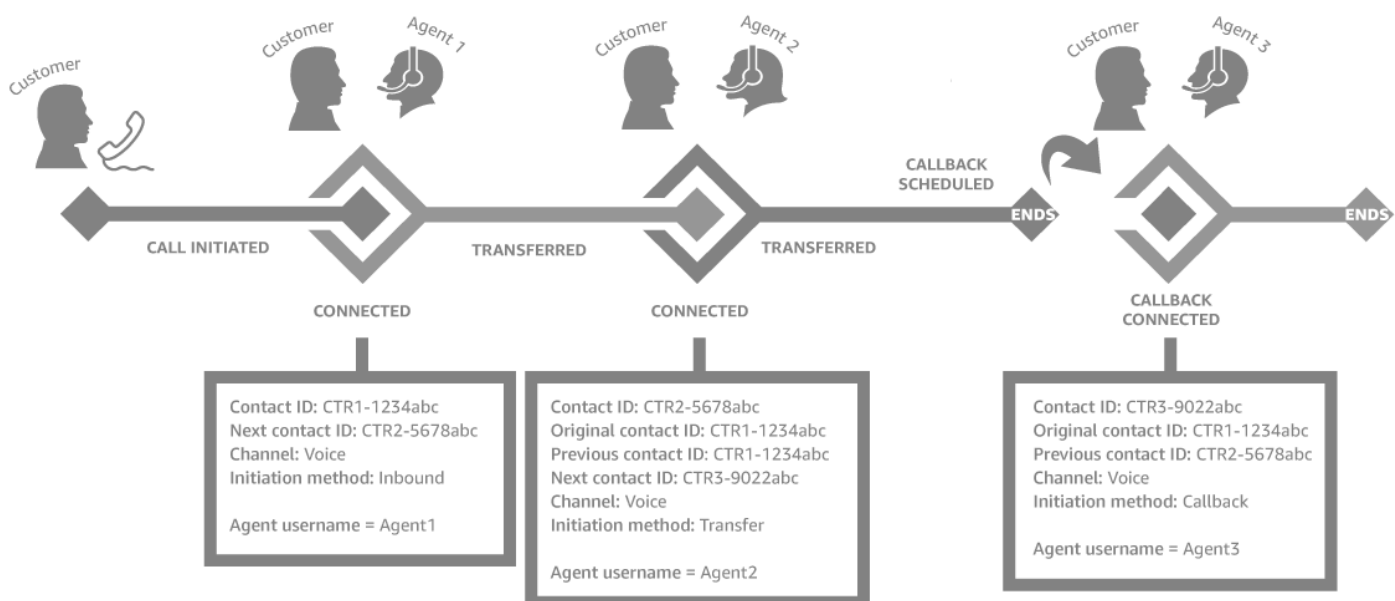 Customer
Customer
Agent 1
Customer
Agent 2
Customer
Agent 3
CALL INITIATED
TRANSFERRED
TRANSFERRED
CALLBACK
SCHEDULED
ENDS
ENDS
CONNECTED
CONNECTED
CALLBACK
CONNECTED
Contact ID: CTR1-1234abc
Next contact ID: CTR2-5678abc
Channel: Voice
Initiation method: Inbound
Agent username = Agent1
Contact ID: CTR2-5678abc
Original contact ID: CTR1-1234abc
Previous contact ID: CTR1-1234abc
Next contact ID: CTR3-9022abc
Channel: Voice
Initiation method: Transfer
Agent username = Agent2
Contact ID: CTR3-9022abc
Original contact ID: CTR1-1234abc
Previous contact ID: CTR2-5678abc
Channel: Voice
Initiation method: Callback
Agent username = Agent3